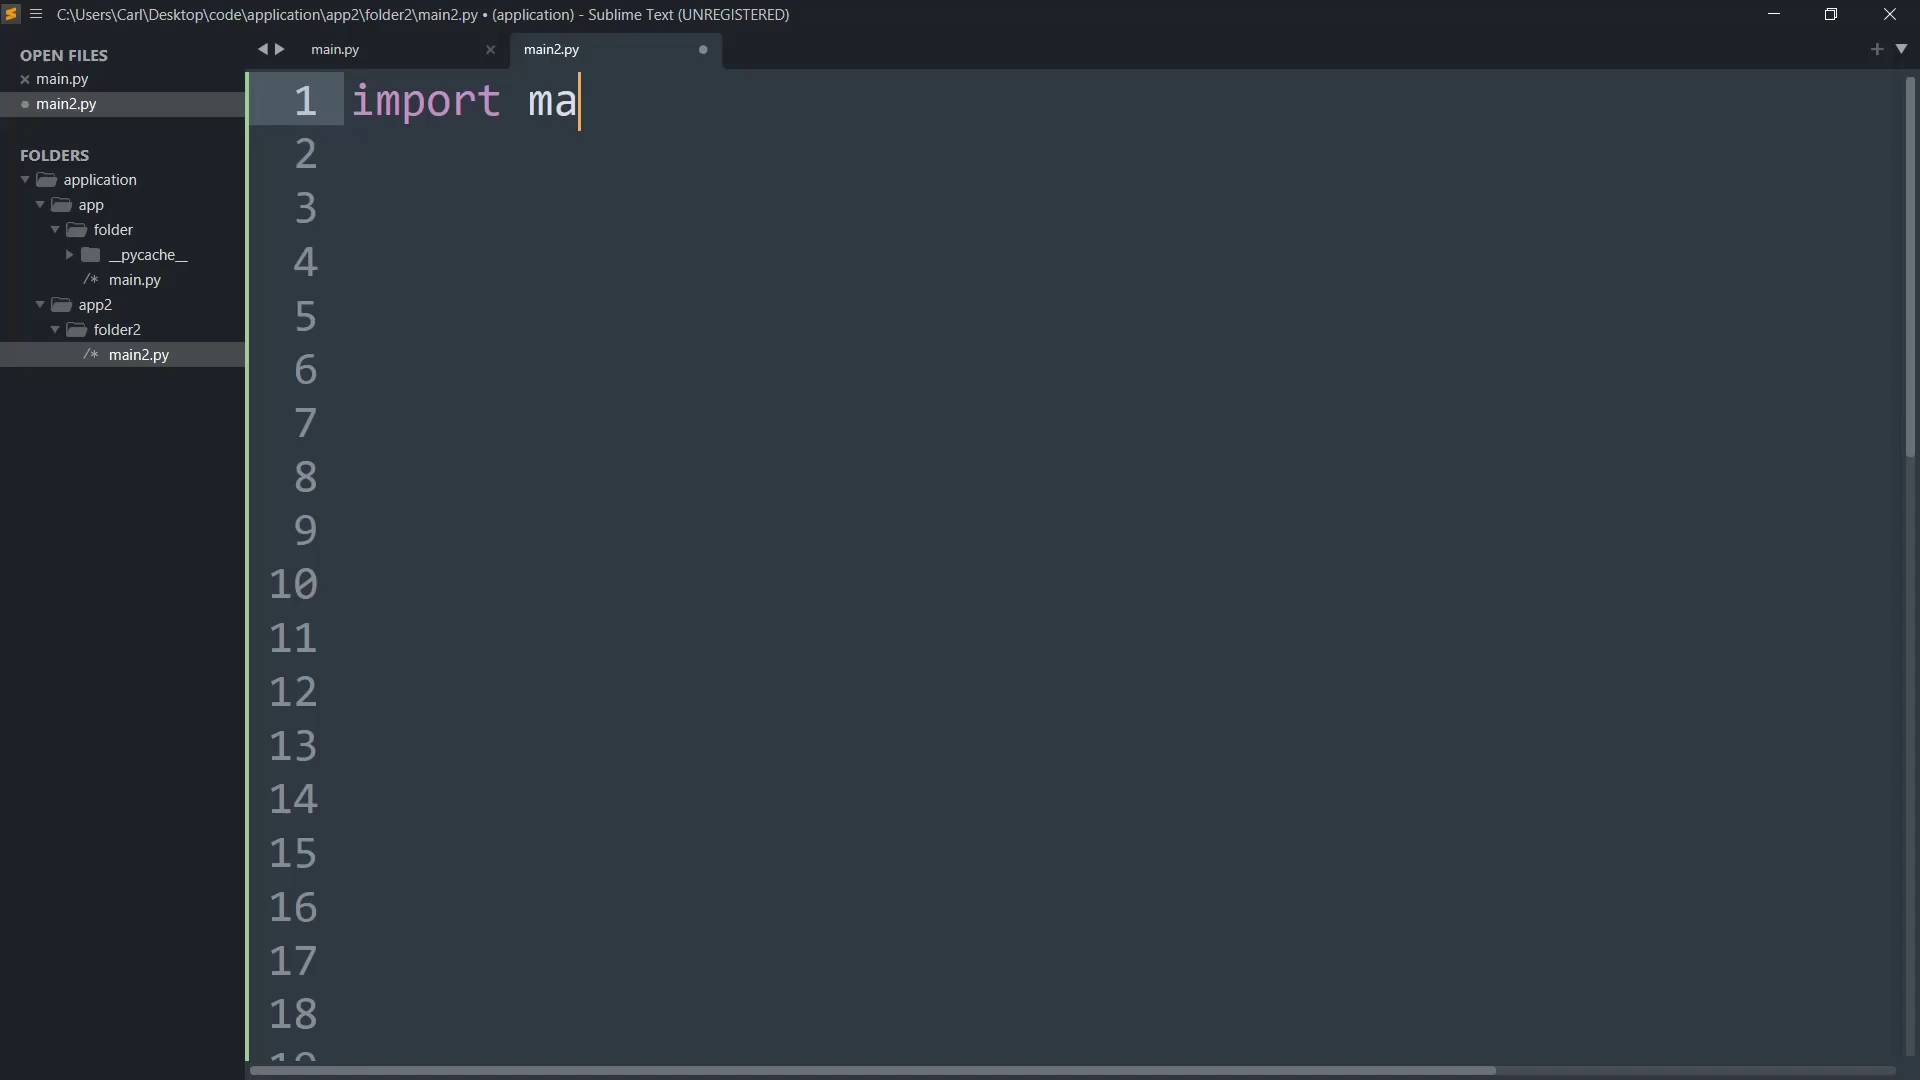 C:\Users\Carl\Desktop\code\application\app2\folder2\main2.py • (application) - Sublime Text (UNREGISTERED)
OPEN FILES
main.py
main2.py
FOLDERS
application
app
folder
__pycache__
/* main.py
app2
folder2
/* main2.py
main.py
main2.py
1 import ma
2
3
4
5
6
7
8
9
10
11
12
13
14
15
16
17
18
19